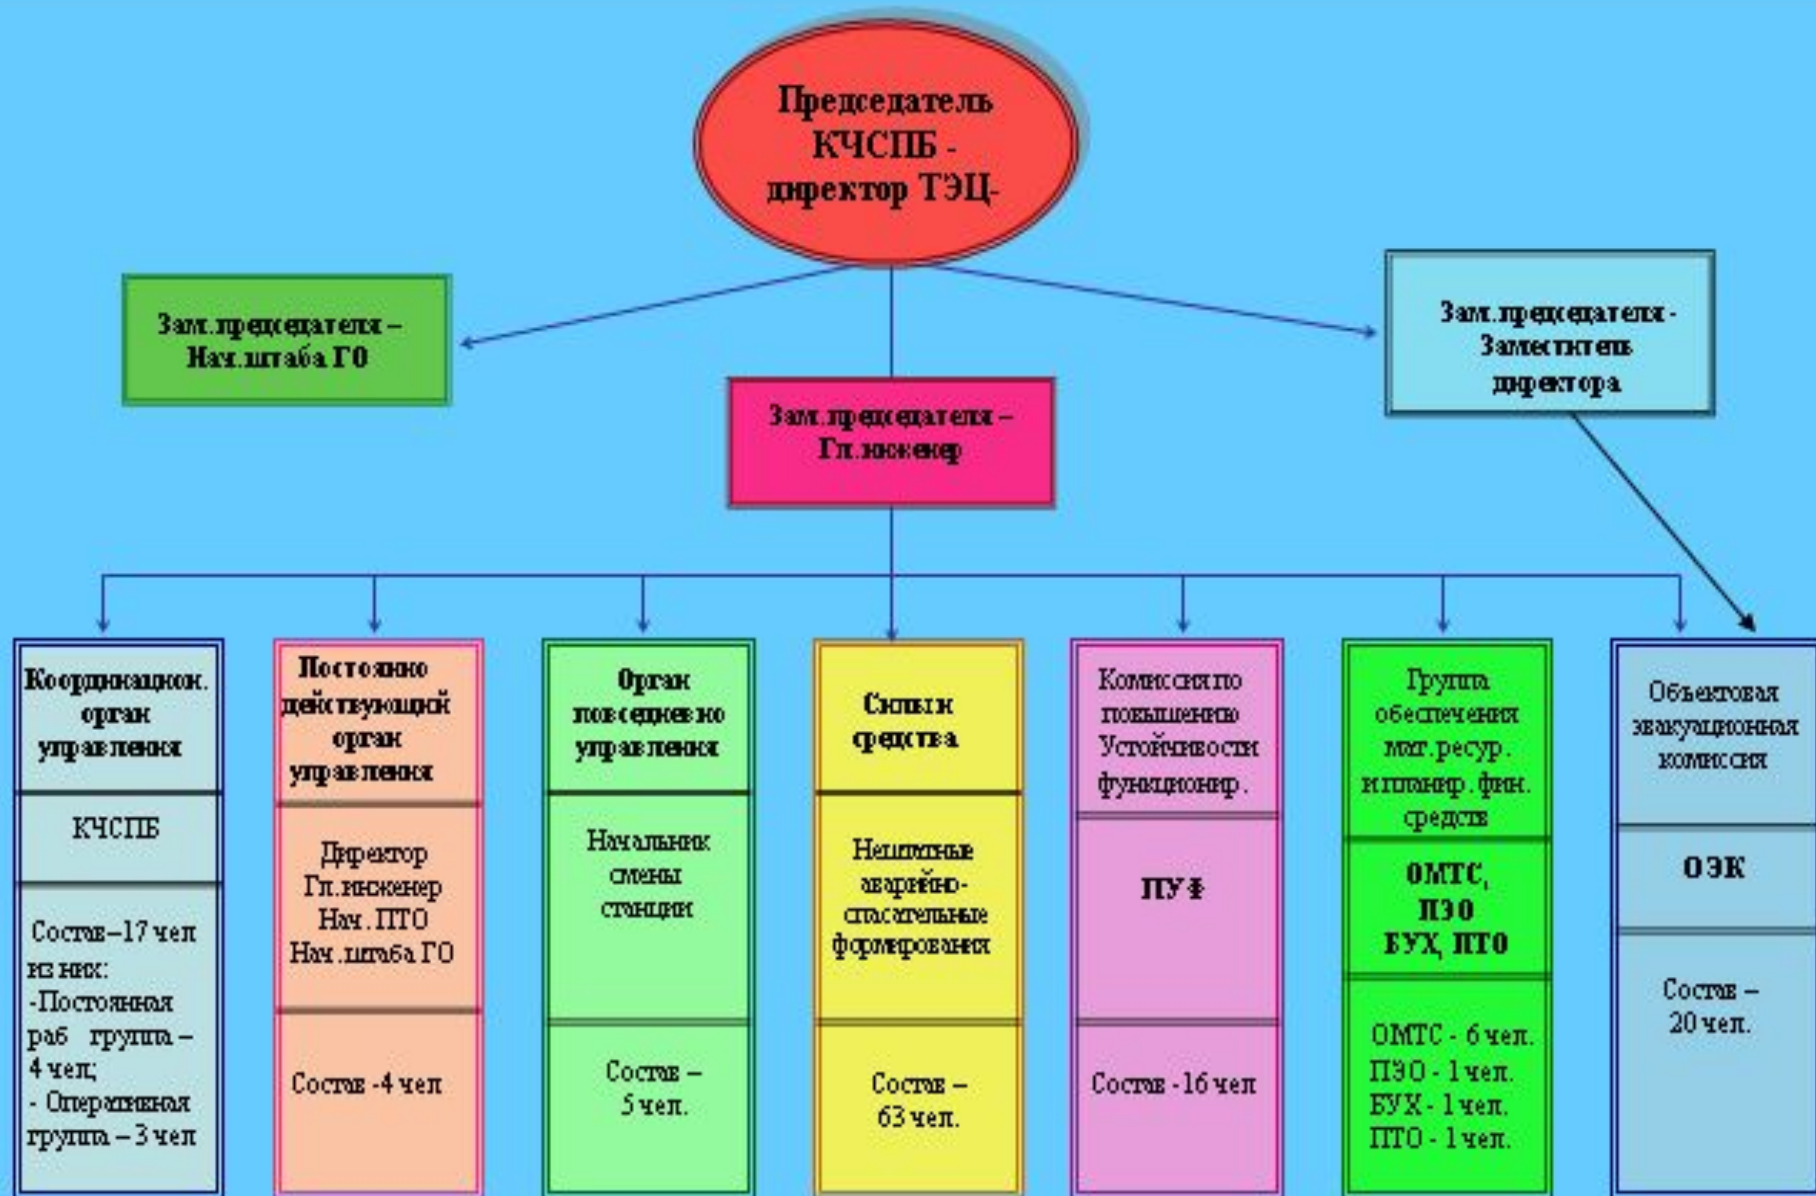 Председатель
КЧСПБ -
директор ТЭЦ-
Зам.председателя –
Нач.штаба ГО
Зам.председателя -
Заместитель
директора
Зам.председателя –
Гл.инженер
Координацион.
орган
управления
КЧСПБ
Состав–17 чел
из них:
-Постоянная
раб группа –
4 чел;
- Оперативная
группа – 3 чел
Постоянно
действующий
орган
управления
Директор
Гл.инженер
Нач. ПТО
Нач.штаба ГО
Состав -4 чел
Орган
повседневно
управления
Начальник
смены
станции
Состав –
5 чел.
Силы и
средства
Нештатные
аварийно-
спасательные
формирования
Состав –
63 чел.
Комиссия по
повышению
Устойчивости
функционир.
ПУФ
Состав -16 чел
Группа
обеспечения
мат.ресур.
и планир. фин.
средств
ОМТС,
ПЭО
БУХ, ПТО
ОМТС - 6 чел.
ПЭО - 1 чел.
БУХ - 1 чел.
ПТО - 1 чел.
Объектовая
эвакуационная
комиссия
ОЭК
Состав –
20 чел.